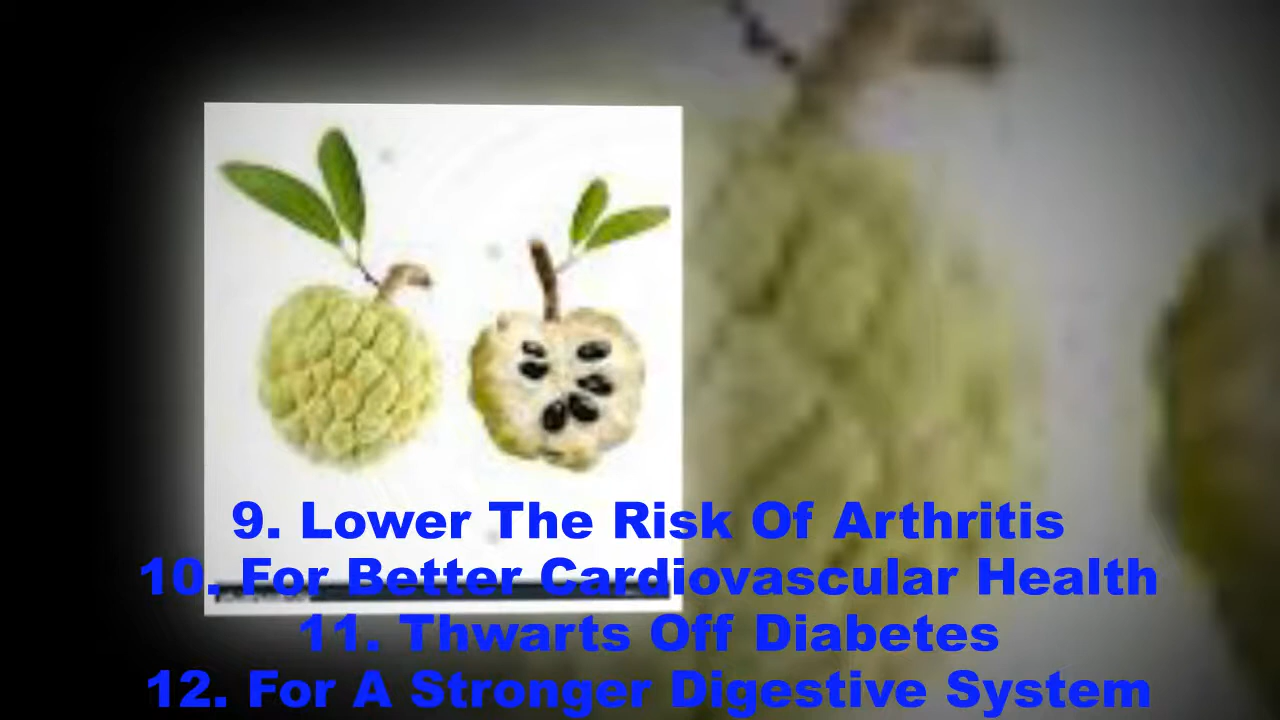 9. Lower The Risk Of Arthritis
10. For Better Cardiovascular Health
11. Thwarts Off Diabetes
12. For A Stronger Digestive System